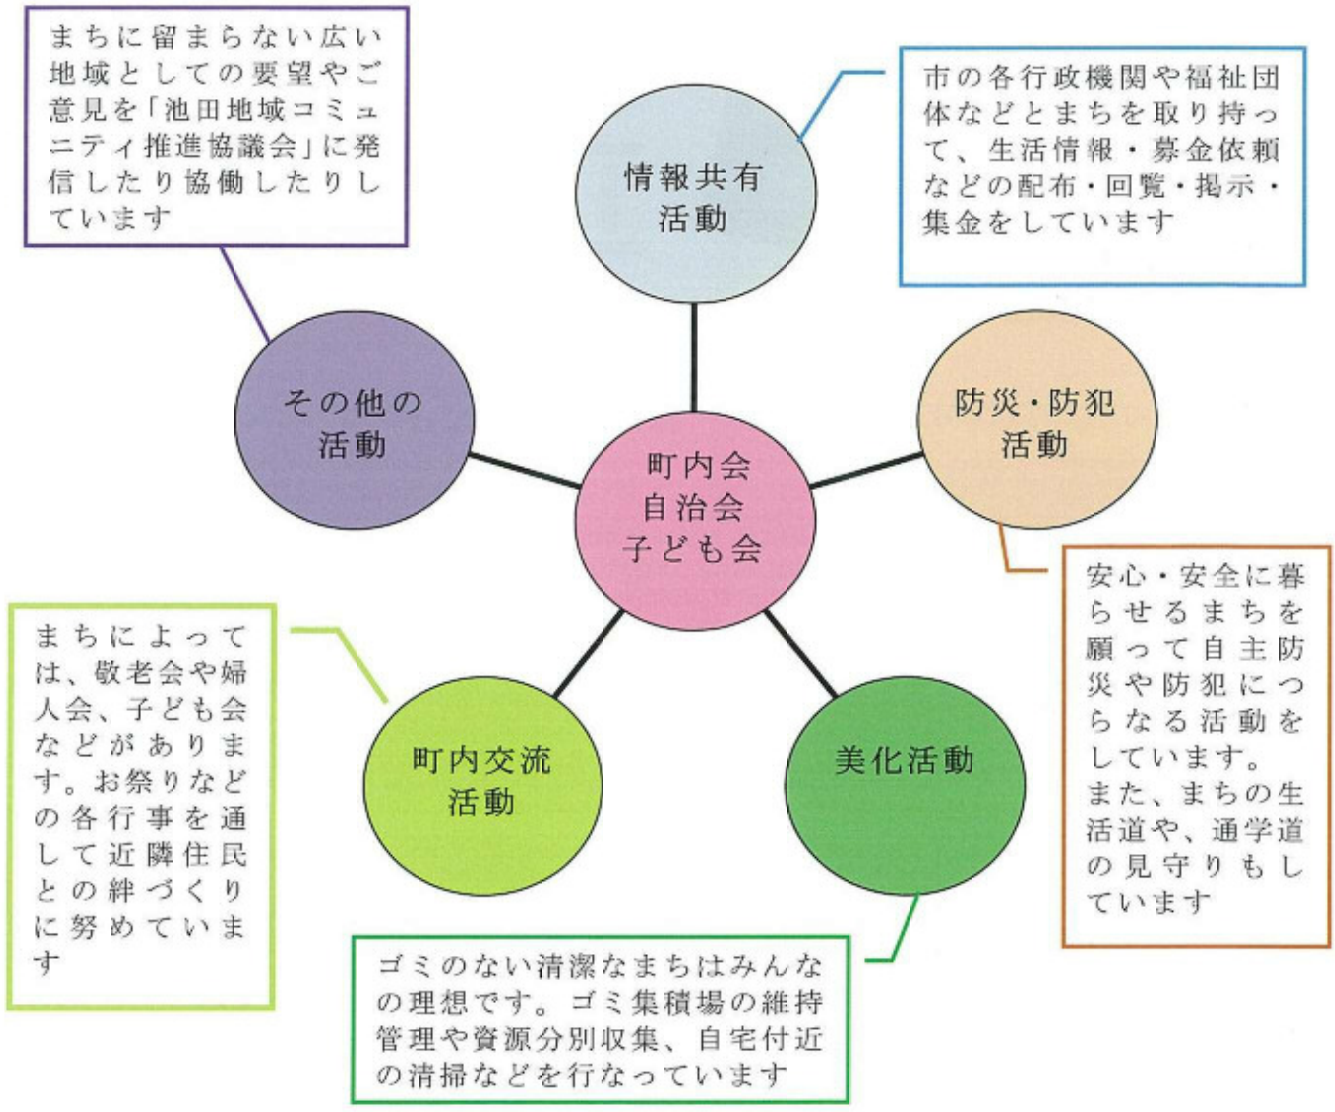 まちに留まらない広い
地域としての要望やご
意見を「池田地域コミュ
ニティ推進協議会」に発
信したり協働したりし
ています
情報共有
活動
市の各行政機関や福祉団
体などとまちを取り持っ
て、生活情報・募金依頼
などの配布・回覧・掲示・
集金をしています
その他の
活動
町内会
自治会
子ども会
防災・防犯
活動
安心・安全に暮
らせるまちを
願って自主防
災や防犯につ
らなる活動を
しています。
また、まちの生
活道や、通学道
の見守りもし
ています
まちによって
は、敬老会や婦
人会、子ども会
などがありま
す。お祭りなど
の各行事を通
して近隣住民
との絆づくり
に努めていま
す
町内交流
活動
美化活動
ゴミのない清潔なまちはみんな
の理想です。ゴミ集積場の維持
管理や資源分別収集、自宅付近
の清掃などを行なっています